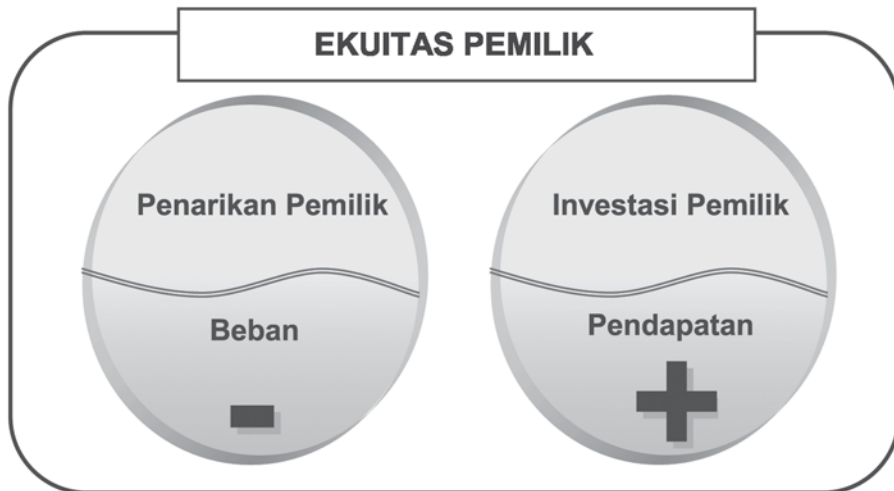 EKUITAS PEMILIK
Penarikan Pemilik
Beban
-
Investasi Pemilik
Pendapatan
+